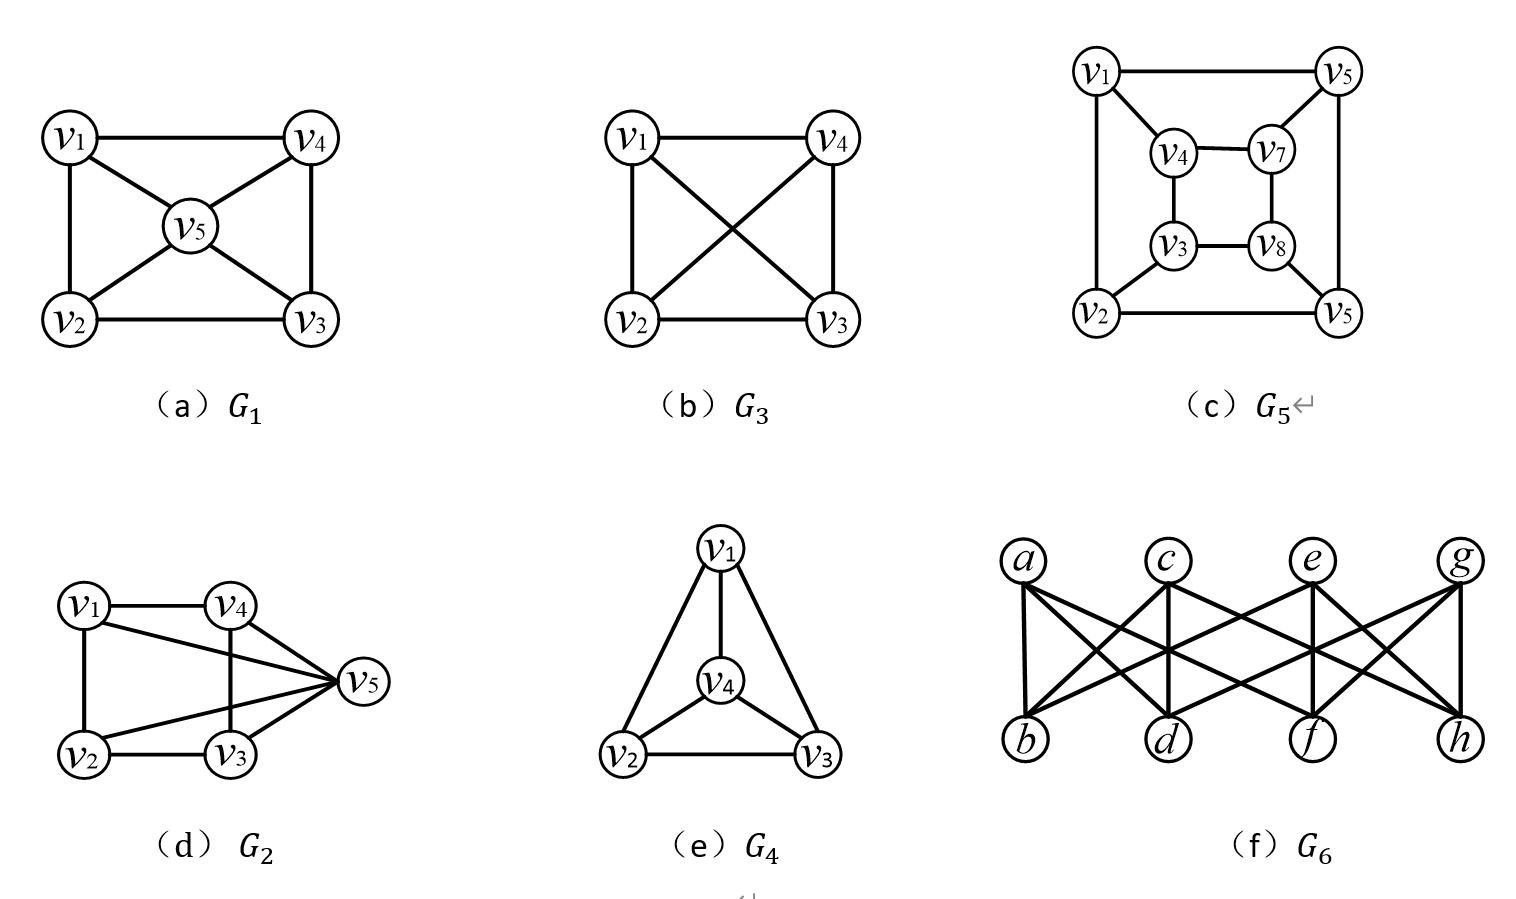 v1 v4
v5
v2 v3
（a）G1
v1 v4
v2 v3
（b）G3
v1 v5
v4 v7
v3 v8
v2 v5
（c）G5↵
v1 v4
v5
v2 v3
（d） G2
v1
v4
v2 v3
（e）G4
a c e g
b d f h
（f）G6